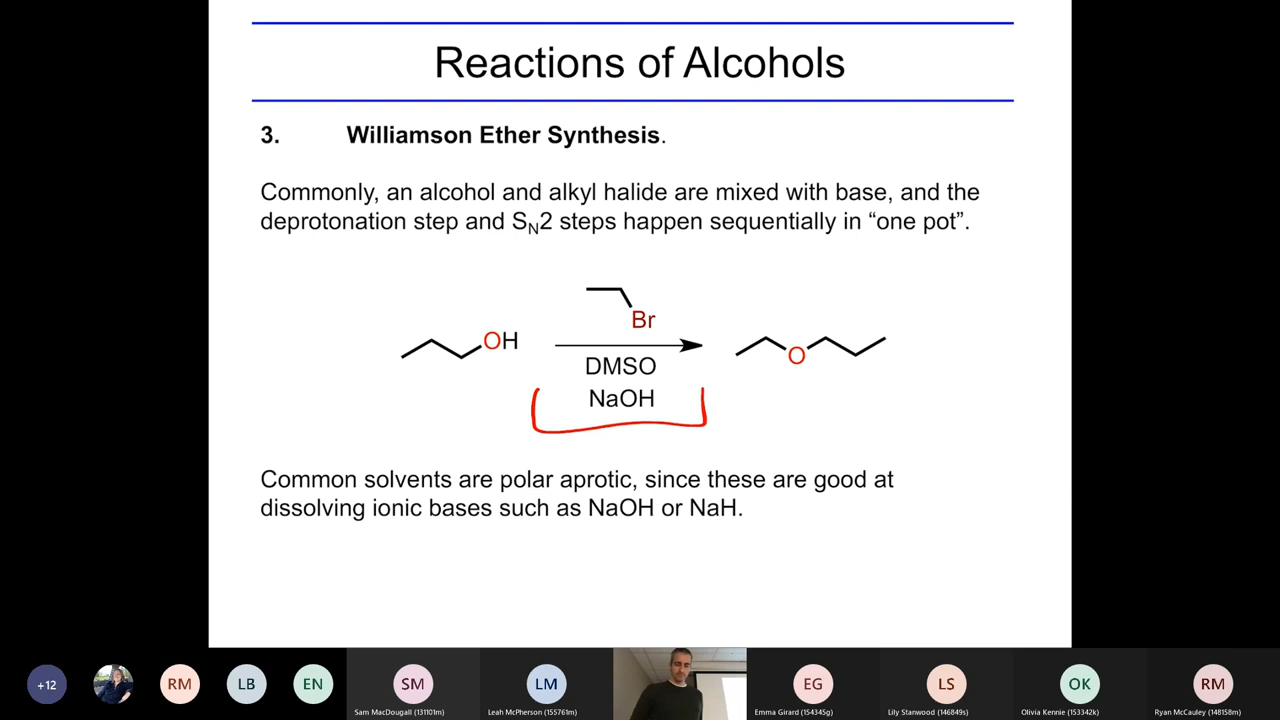 Reactions of Alcohols
3. Williamson Ether Synthesis.
Commonly, an alcohol and alkyl halide are mixed with base, and the
deprotonation step and SN2 steps happen sequentially in “one pot”.
Br
OH
O
DMSO
NaOH
Common solvents are polar aprotic, since these are good at
dissolving ionic bases such as NaOH or NaH.
+12 RM LB EN SM LM EG LS OK RM
Sam MacDougall (131101m) Leah McPherson (155761m) Emma Girard (154345g) Lily Stanwood (146849s) Olivia Kennie (153342k) Ryan McCauley (148158m)